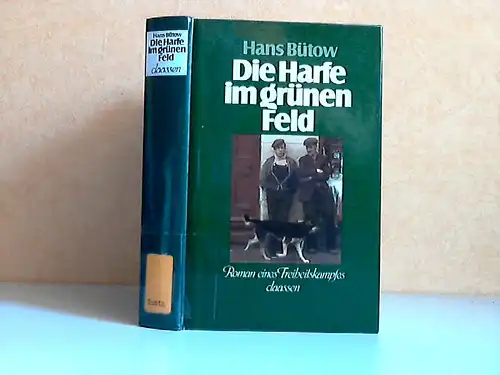 Hans Bütow
Die Harfe
im grünen
Feld
claassen
Hans Bütow
Die Harfe
im grünen
Feld
Roman eines Freiheitskampfes
claassen